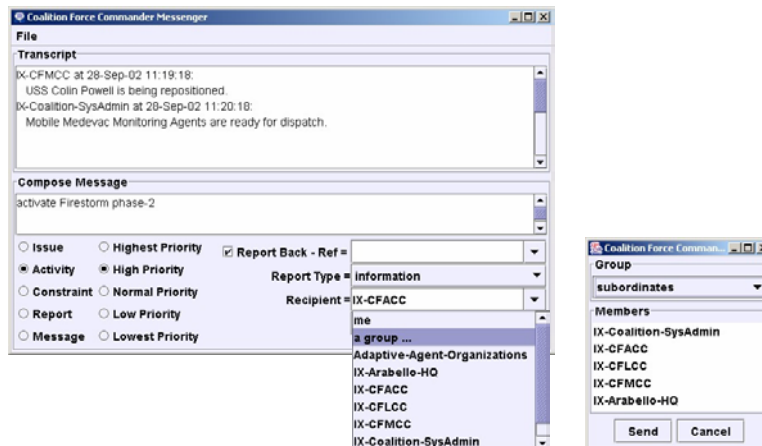 Coalition Force Commander Messenger
File
Transcript
IX-CFMCC at 28-Sep-02 11:19:18:
USS Colin Powell is being repositioned.
IX-Coalition-SysAdmin at 28-Sep-02 11:20:18:
Mobile Medevac Monitoring Agents are ready for dispatch.
Compose Message
activate Firestorm phase-2
Issue Highest Priority Report Back - Ref =
Activity High Priority Report Type = information
Constraint Normal Priority Recipient = IX-CFACC
Report Low Priority
Message Lowest Priority
me
a group ...
Adaptive-Agent-Organizations
IX-Arabello-HQ
IX-CFACC
IX-CFLCC
IX-CFMCC
IX-Coalition-SysAdmin
Coalition Force Comman...
Group
subordinates
Members
IX-Coalition-SysAdmin
IX-CFACC
IX-CFLCC
IX-CFMCC
IX-Arabello-HQ
Send Cancel